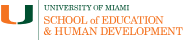 UNIVERSITY OF MIAMI
SCHOOL of EDUCATION
& HUMAN DEVELOPMENT